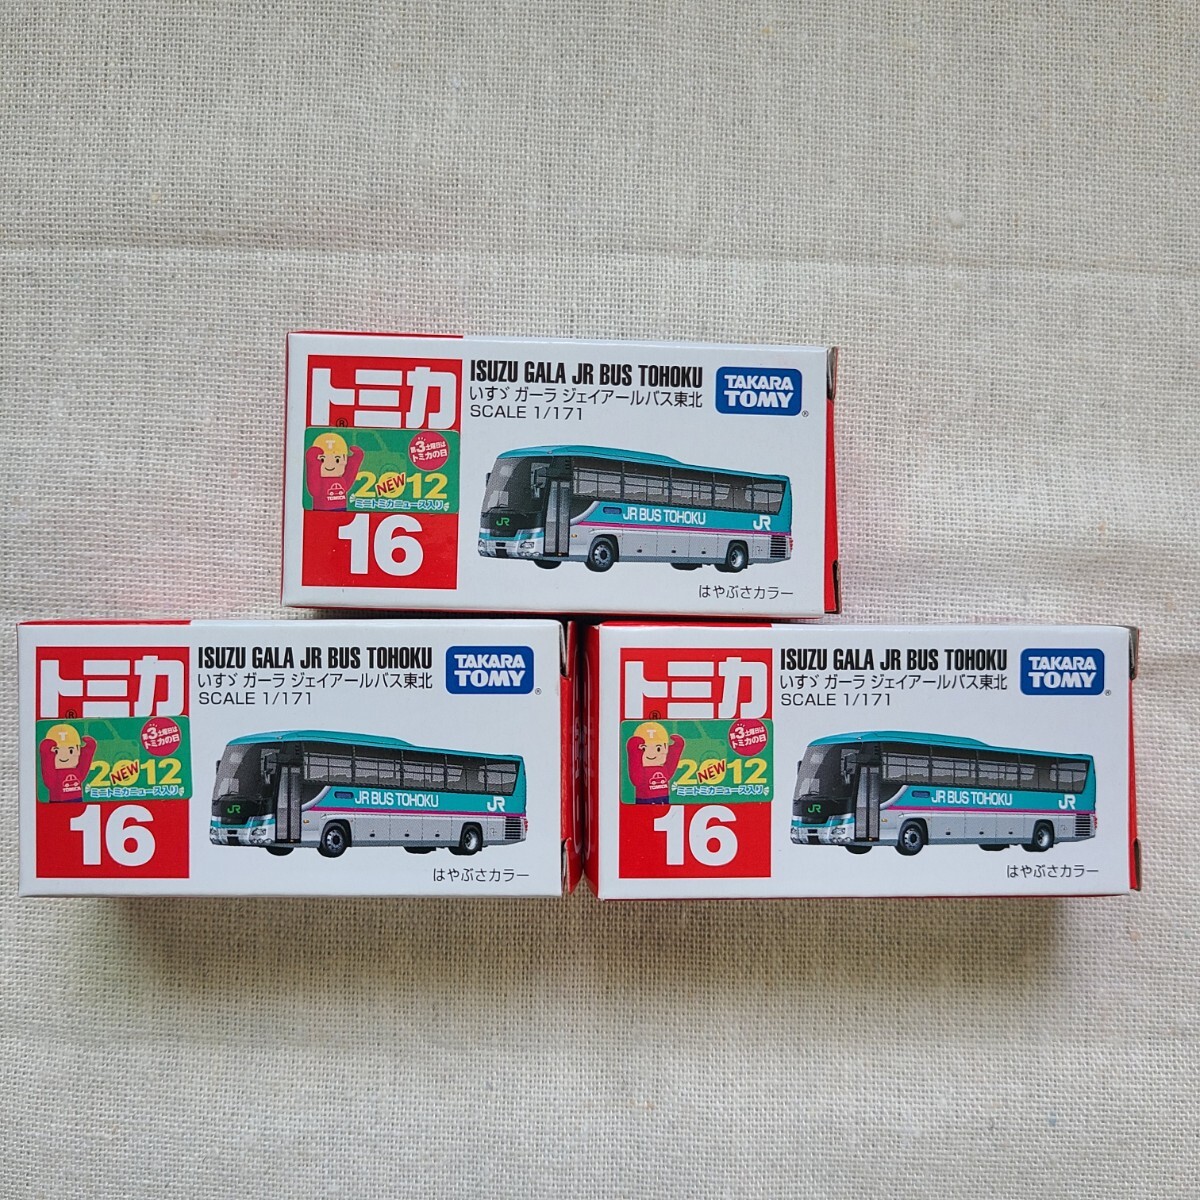 トミカ
®
ISUZU GALA JR BUS TOHOKU
いすゞ ガーラ ジェイアールバス東北
SCALE 1/171
TAKARA
TOMY
®
第3土曜日は
トミカの日
T
TOMICA
2012
NEW
ミニトミカニュース入り
16
JR
JR BUS TOHOKU
JR
はやぶさカラー
トミカ
®
ISUZU GALA JR BUS TOHOKU
いすゞ ガーラ ジェイアールバス東北
SCALE 1/171
TAKARA
TOMY
®
第3土曜日は
トミカの日
T
TOMICA
2012
NEW
ミニトミカニュース入り
16
JR
JR BUS TOHOKU
JR
はやぶさカラー
トミカ
®
ISUZU GALA JR BUS TOHOKU
いすゞ ガーラ ジェイアールバス東北
SCALE 1/171
TAKARA
TOMY
®
第3土曜日は
トミカの日
T
TOMICA
2012
NEW
ミニトミカニュース入り
16
JR
JR BUS TOHOKU
JR
はやぶさカラー